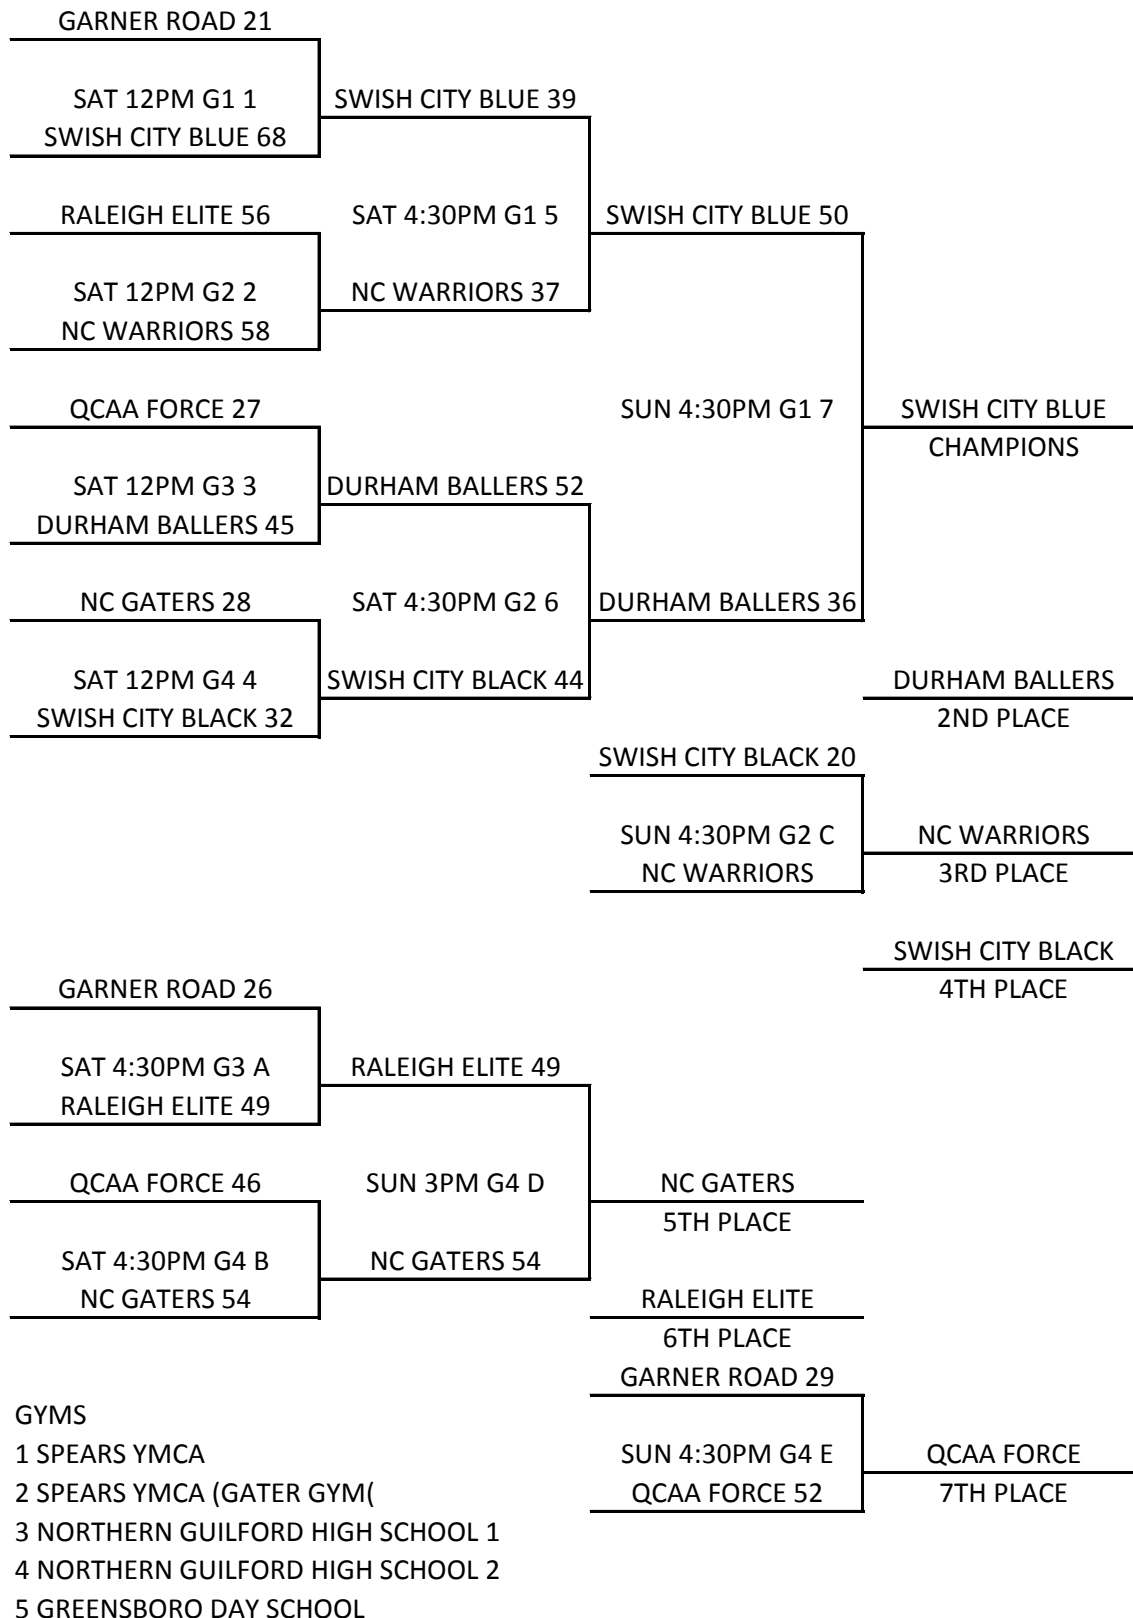 GARNER ROAD 21
SAT 12PM G1 1
SWISH CITY BLUE 39
SWISH CITY BLUE 68
RALEIGH ELITE 56
SAT 4:30PM G1 5
SWISH CITY BLUE 50
SAT 12PM G2 2
NC WARRIORS 37
NC WARRIORS 58
QCAA FORCE 27
SUN 4:30PM G1 7
SWISH CITY BLUE
CHAMPIONS
SAT 12PM G3 3
DURHAM BALLERS 52
DURHAM BALLERS 45
NC GATERS 28
SAT 4:30PM G2 6
DURHAM BALLERS 36
SAT 12PM G4 4
SWISH CITY BLACK 44
DURHAM BALLERS
SWISH CITY BLACK 32
2ND PLACE
SWISH CITY BLACK 20
SUN 4:30PM G2 C
NC WARRIORS
NC WARRIORS
3RD PLACE
SWISH CITY BLACK
GARNER ROAD 26
4TH PLACE
SAT 4:30PM G3 A
RALEIGH ELITE 49
RALEIGH ELITE 49
QCAA FORCE 46
SUN 3PM G4 D
NC GATERS
5TH PLACE
SAT 4:30PM G4 B
NC GATERS 54
NC GATERS 54
RALEIGH ELITE
6TH PLACE
GARNER ROAD 29
GYMS
1 SPEARS YMCA
SUN 4:30PM G4 E
QCAA FORCE
2 SPEARS YMCA (GATER GYM(
QCAA FORCE 52
7TH PLACE
3 NORTHERN GUILFORD HIGH SCHOOL 1
4 NORTHERN GUILFORD HIGH SCHOOL 2
5 GREENSBORO DAY SCHOOL